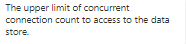 The upper limit of concurrent
connection count to access to the data
store.